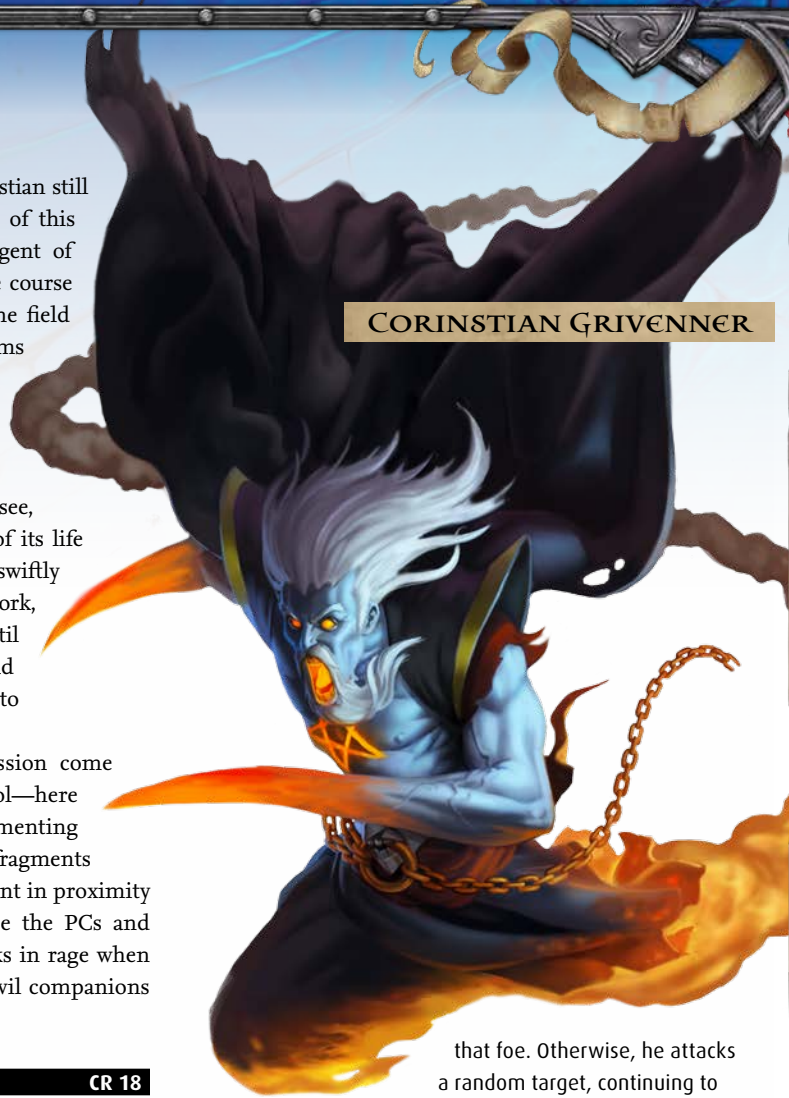 stian still
of this
gent of
e course
ne field
ms
see,
of its life
swiftly
ork,
til
d
to
ssion come
ol—here
menting
fragments
nt in proximity
e the PCs and
ks in rage when
vil companions
CR 18
CORINSTIAN GRIVENNER
that foe. Otherwise, he attacks
a random target, continuing to